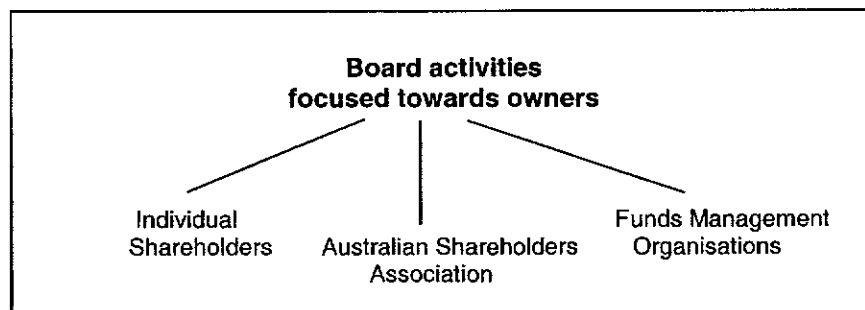 Board activities
focused towards owners
Individual
Shareholders
Australian Shareholders
Association
Funds Management
Organisations